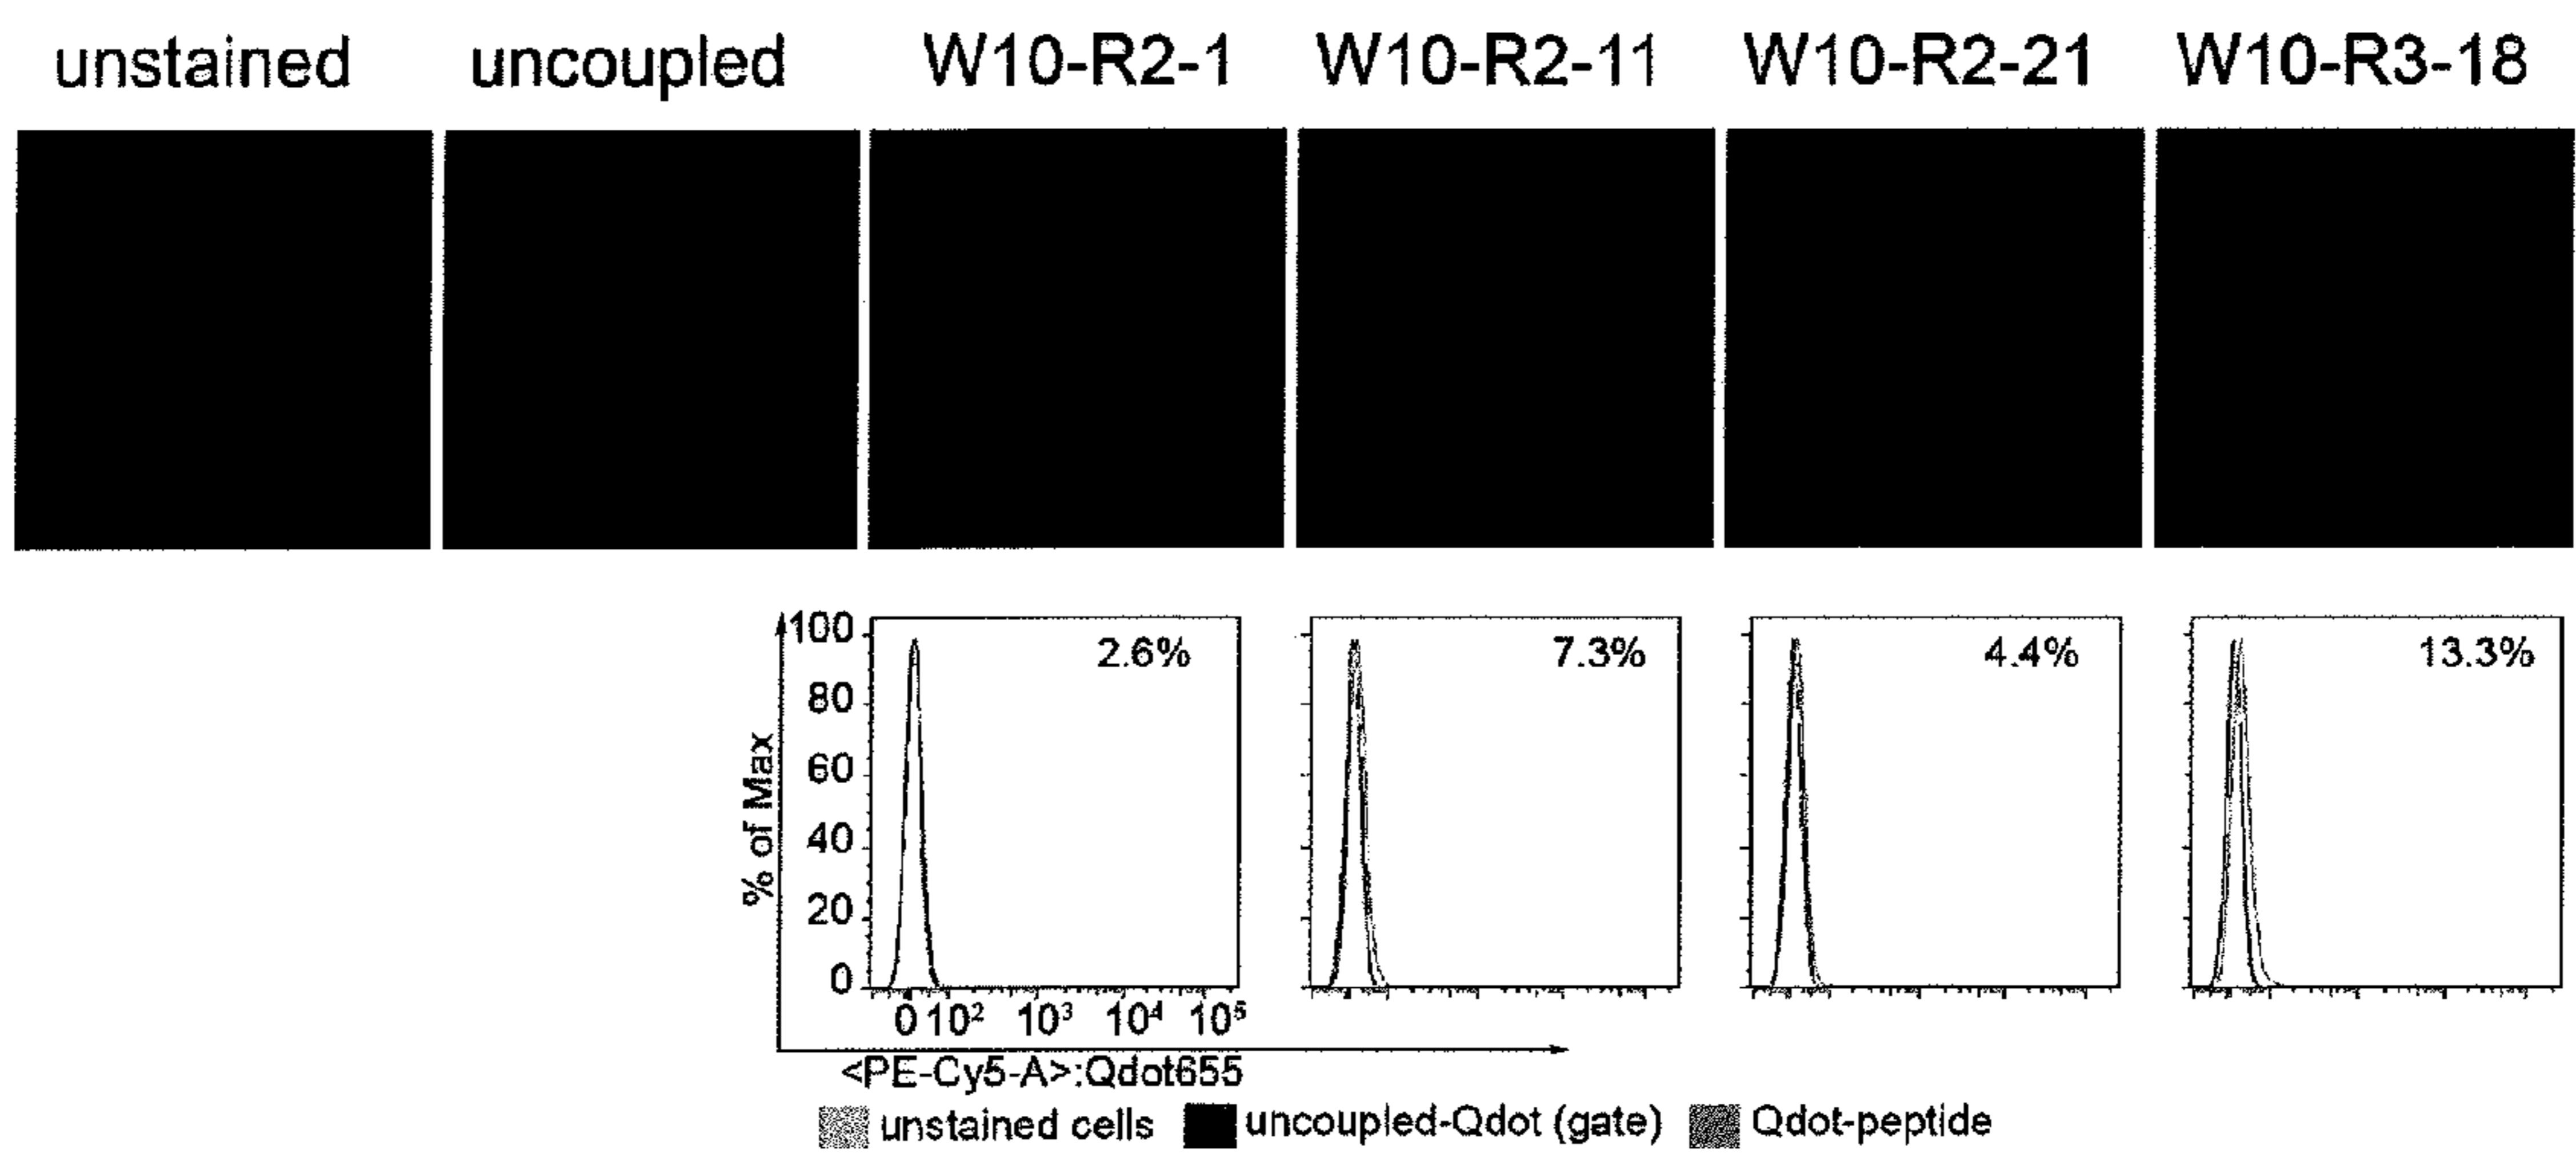 unstained uncoupled W10-R2-1 W10-R2-11 W10-R2-21 W10-R3-18
2.6% 7.3% 4.4% 13.3%
% of Max
100
80
60
40
20
0
0 10² 10³ 10⁴ 10⁵
<PE-Cy5-A>:Qdot655
unstained cells uncoupled-Qdot (gate) Qdot-peptide